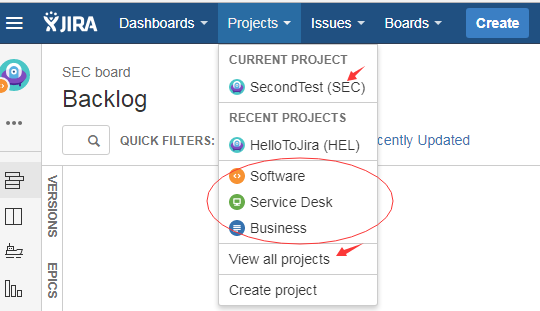 JIRA Dashboards Projects Issues Boards Create
SEC board
Backlog
QUICK FILTERS:
cently Updated
VERSIONS
EPICS
CURRENT PROJECT
SecondTest (SEC)
RECENT PROJECTS
HelloToJira (HEL)
Software
Service Desk
Business
View all projects
Create project